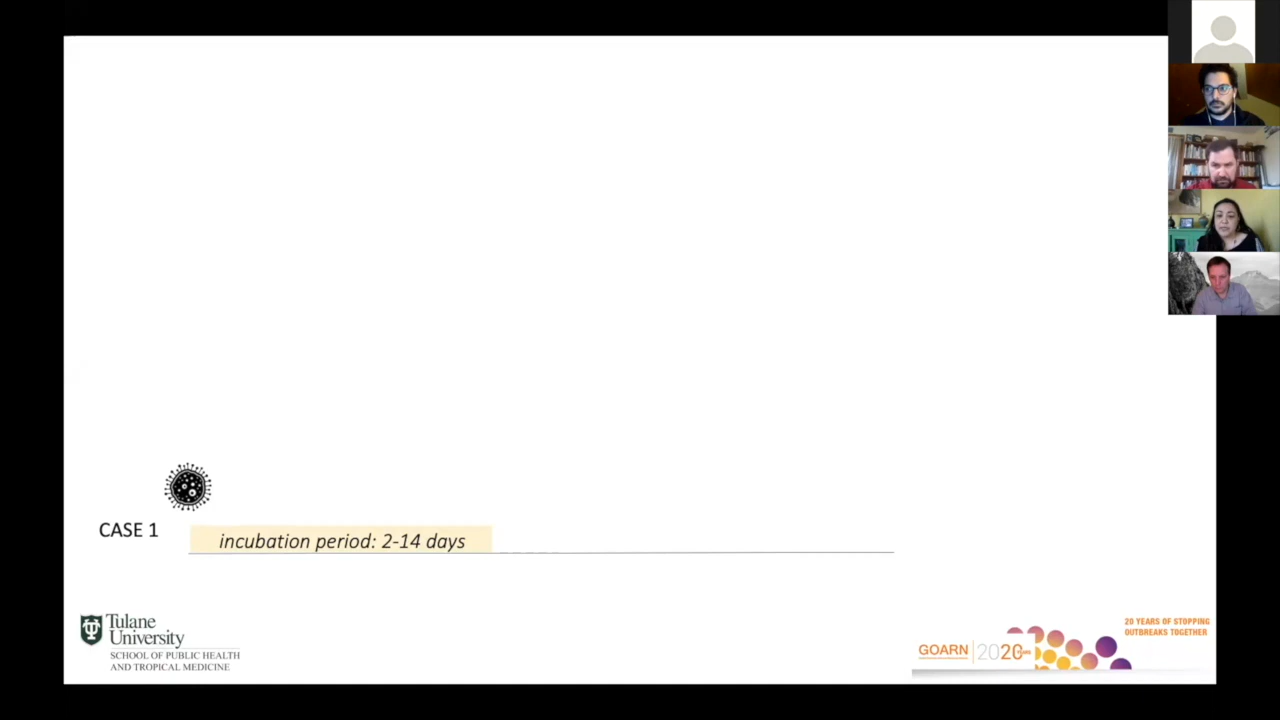 CASE 1
incubation period: 2-14 days
Tulane
University
SCHOOL OF PUBLIC HEALTH
AND TROPICAL MEDICINE
20 YEARS OF STOPPING
OUTBREAKS TOGETHER
GOARN 2020